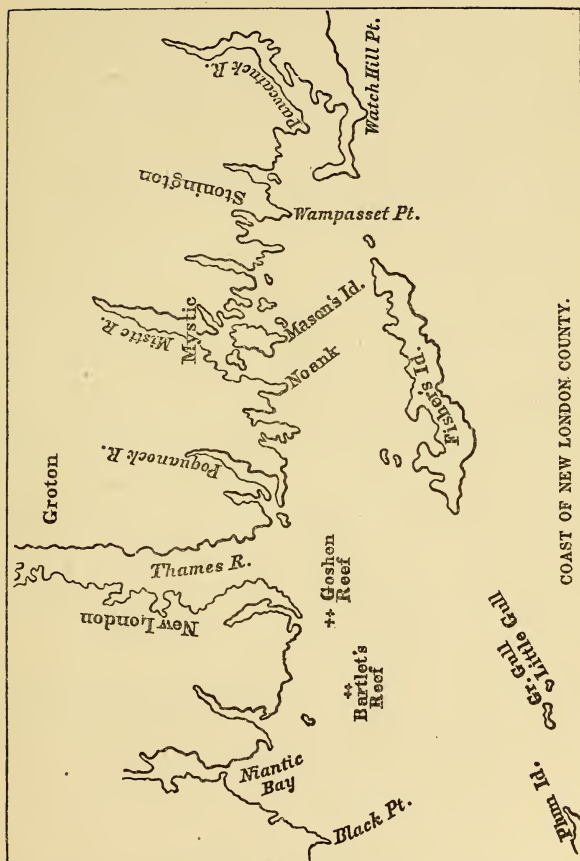 Pawcatuck R.
Watch Hill Pt.
Stonington
Wampasset Pt.
Mistic R.
Mystic
Mason's Id.
Noank
Fisher's Id.
Groton
Poquanock R.
Thames R.
New London
Goshen
Reef
Bartlet's
Reef
Niantic
Bay
Black Pt.
Gr. Gull
Little Gull
Plum Id.
COAST OF NEW LONDON COUNTY.